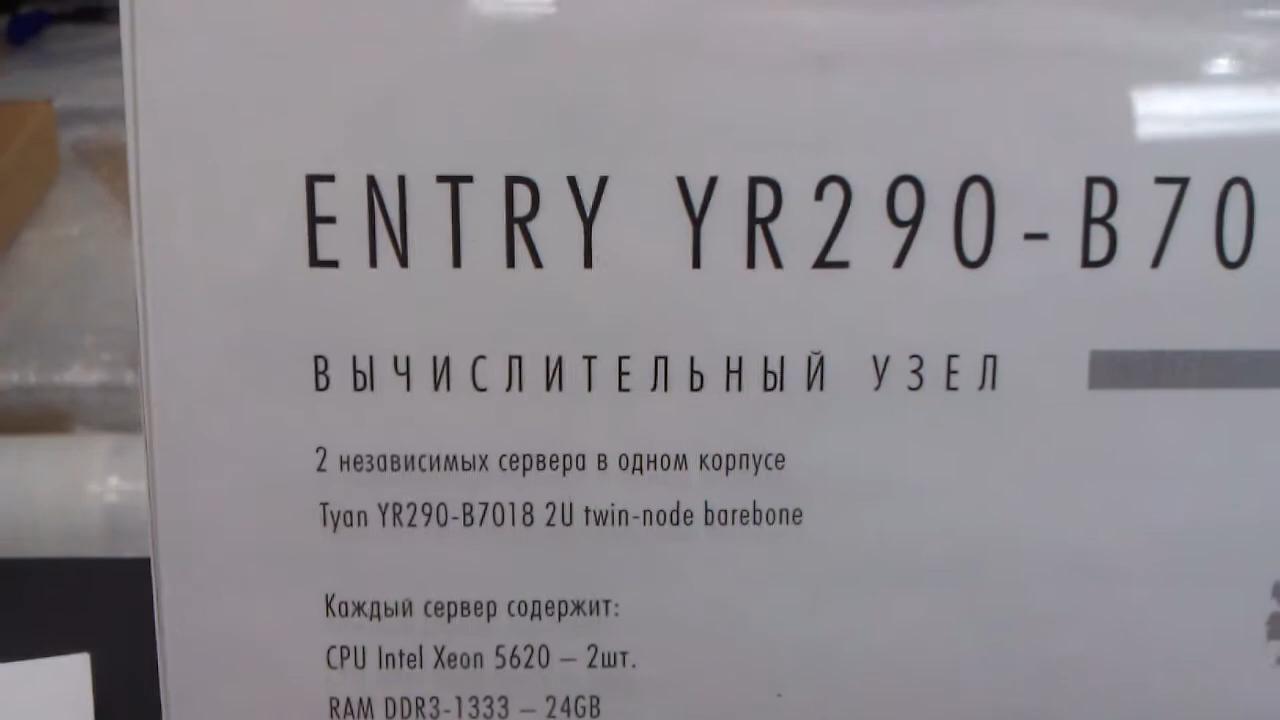 ENTRY YR290-B70
ВЫЧИСЛИТЕЛЬНЫЙ УЗЕЛ
2 независимых сервера в одном корпусе
Tyan YR290-B7018 2U twin-node barebone
Каждый сервер содержит:
CPU Intel Xeon 5620 – 2шт.
RAM DDR3-1333 – 24GB